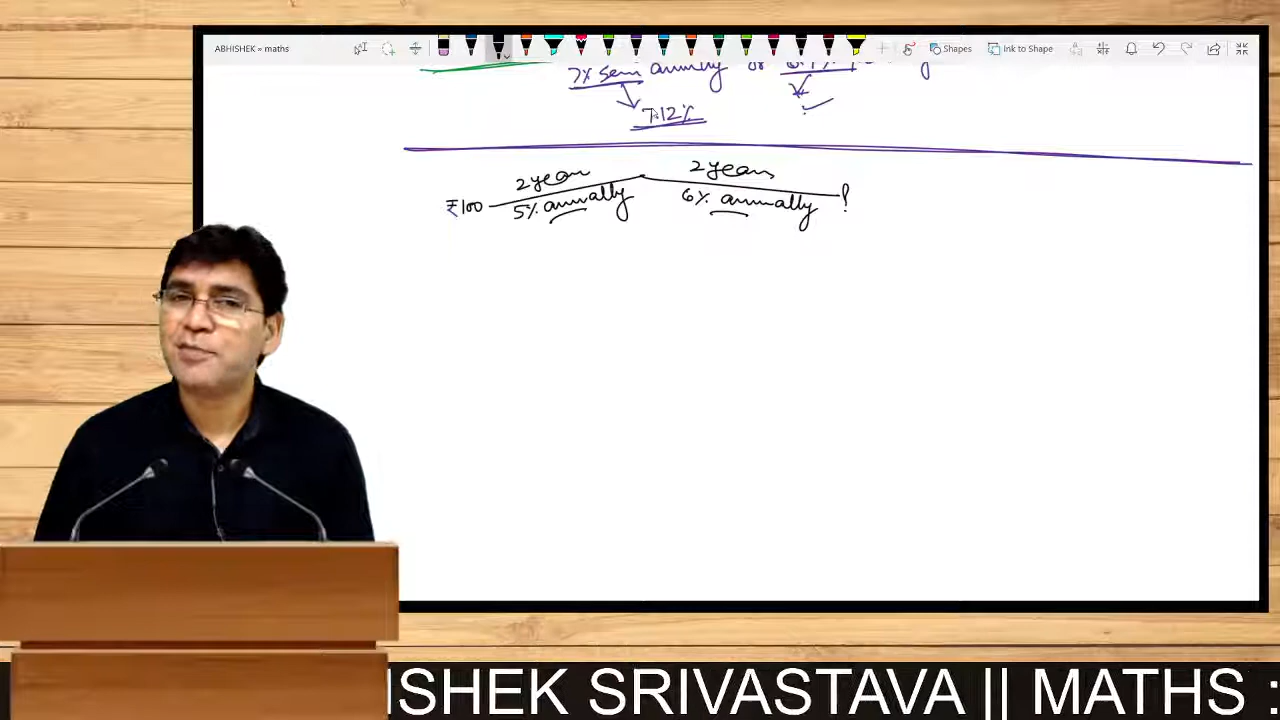 ABHISHEK » maths
Shapes
Ink to Shape
7% Semi annually or
7.12%
2 years 2 years
₹100 5% annually 6% annually ?
ISHEK SRIVASTAVA || MATHS :